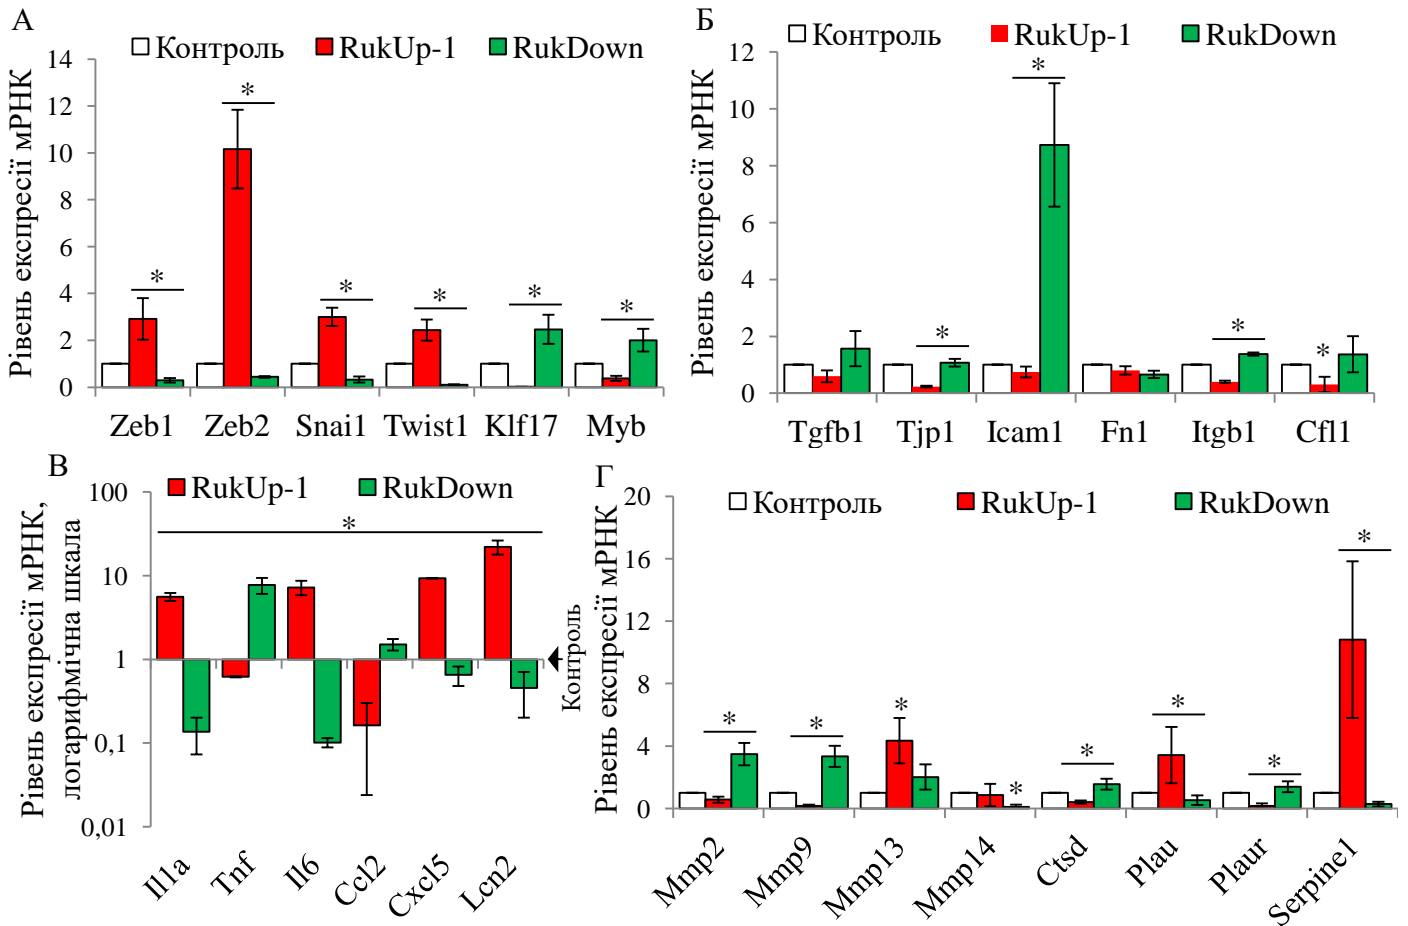 А
Контроль RukUp-1 RukDown
Рівень експресії мРНК
14
12
10
8
6
4
2
0
* * * * * *
Zeb1 Zeb2 Snai1 Twist1 Klf17 Myb
Б
Контроль RukUp-1 RukDown
Рівень експресії мРНК
12
10
8
6
4
2
0
* * * *
Tgfb1 Tjp1 Icam1 Fn1 Itgb1 Cfl1
В
RukUp-1 RukDown
Рівень експресії мРНК,
логарифмічна шкала
100
10
1
0,1
0,01
*
Контроль
Il1a Tnf Il6 Ccl2 Cxcl5 Lcn2
Г
Контроль RukUp-1 RukDown
Рівень експресії мРНК
20
16
12
8
4
0
* * * * * * * *
Mmp2 Mmp9 Mmp13 Mmp14 Ctsd Plau Plaur Serpine1